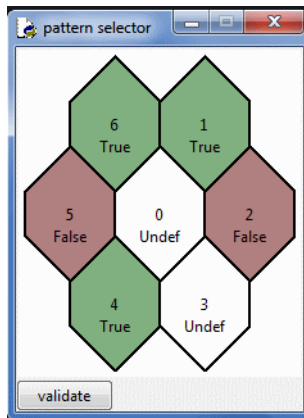 pattern selector
6
True
1
True
5
False
0
Undef
2
False
4
True
3
Undef
validate